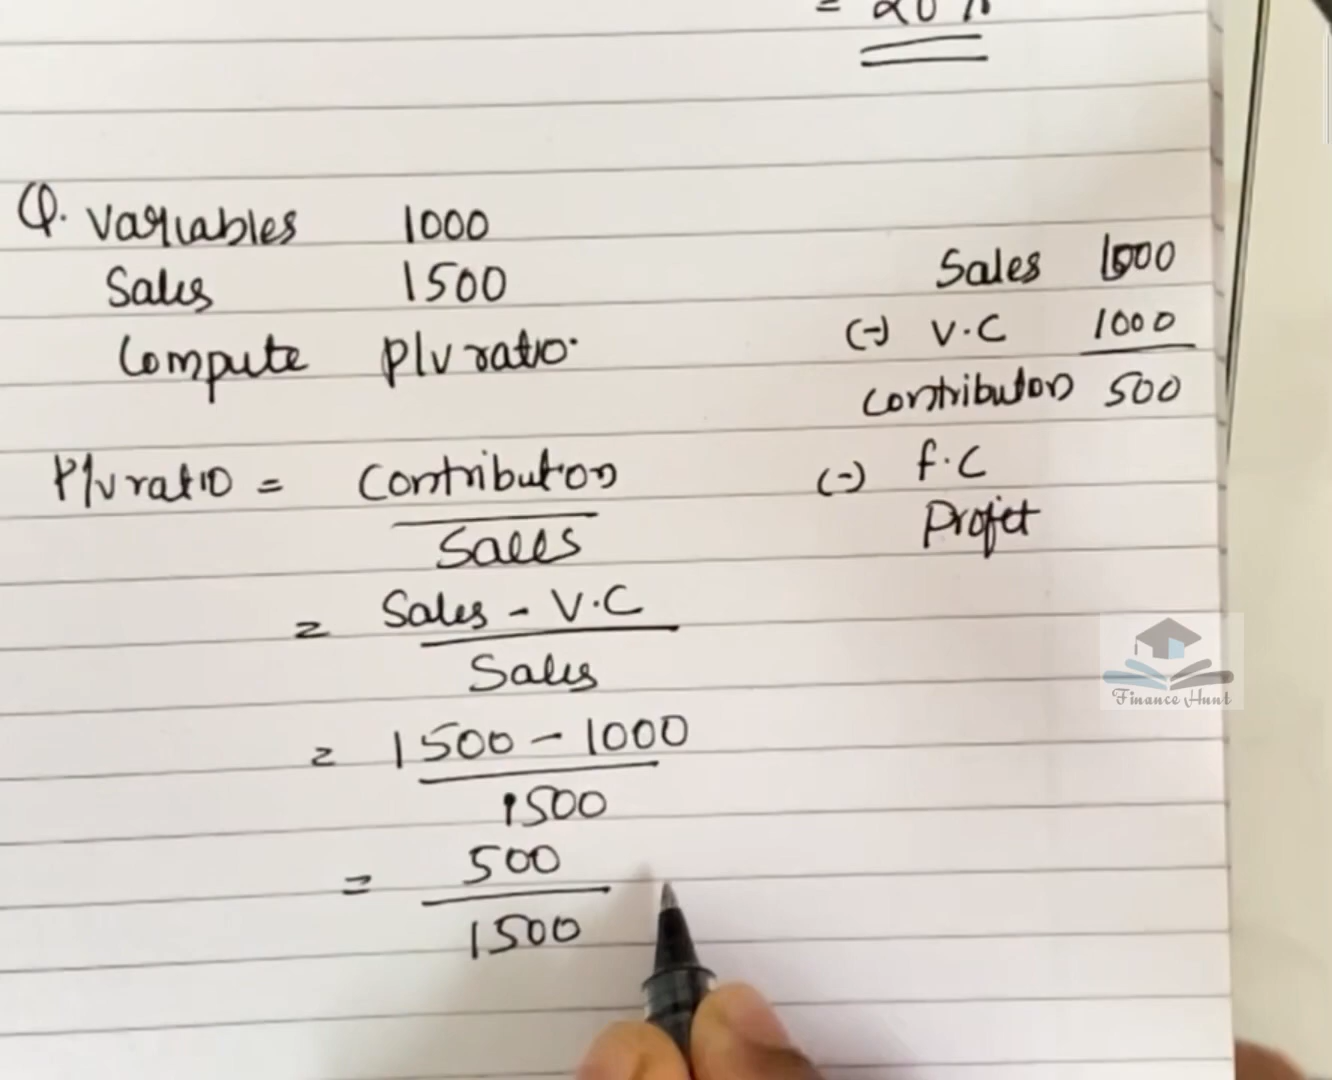 = 20 %
Q. Variables 1000
Sales 1500
Compute P/v ratio.
Sales 1500
(-) V.C 1000
Contribution 500
(-) F.C
Profit
P/v ratio = Contribution
Sales
= Sales - V.C
Sales
= 1500 - 1000
1500
= 500
1500
Finance Hunt